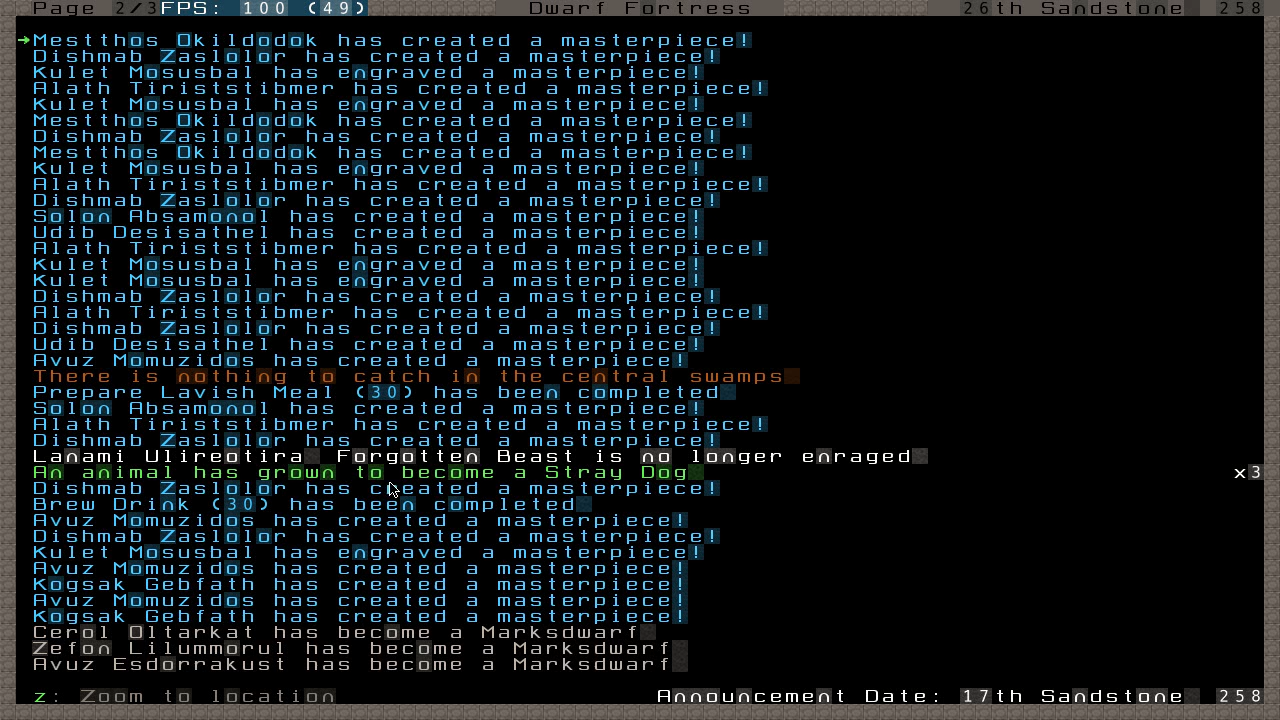 Page 2/3 FPS: 100 (49) Dwarf Fortress 26th Sandstone 258
→Mestthos Okildodok has created a masterpiece!
Dishmab Zaslolor has created a masterpiece!
Kulet Mosusbal has engraved a masterpiece!
Alath Tiriststibmer has created a masterpiece!
Kulet Mosusbal has engraved a masterpiece!
Mestthos Okildodok has created a masterpiece!
Dishmab Zaslolor has created a masterpiece!
Mestthos Okildodok has created a masterpiece!
Kulet Mosusbal has engraved a masterpiece!
Alath Tiriststibmer has created a masterpiece!
Dishmab Zaslolor has created a masterpiece!
Solon Absamonol has created a masterpiece!
Udib Desisathel has created a masterpiece!
Alath Tiriststibmer has created a masterpiece!
Kulet Mosusbal has engraved a masterpiece!
Kulet Mosusbal has engraved a masterpiece!
Dishmab Zaslolor has created a masterpiece!
Alath Tiriststibmer has created a masterpiece!
Dishmab Zaslolor has created a masterpiece!
Udib Desisathel has created a masterpiece!
Avuz Momuzidos has created a masterpiece!
There is nothing to catch in the central swamps
Prepare Lavish Meal (30) has been completed
Solon Absamonol has created a masterpiece!
Alath Tiriststibmer has created a masterpiece!
Dishmab Zaslolor has created a masterpiece!
Lanami Ulireotira Forgotten Beast is no longer enraged
An animal has grown to become a Stray Dog x3
Dishmab Zaslolor has created a masterpiece!
Brew Drink (30) has been completed
Avuz Momuzidos has created a masterpiece!
Dishmab Zaslolor has created a masterpiece!
Kulet Mosusbal has engraved a masterpiece!
Avuz Momuzidos has created a masterpiece!
Kogsak Gebfath has created a masterpiece!
Avuz Momuzidos has created a masterpiece!
Kogsak Gebfath has created a masterpiece!
Cerol Oltarkat has become a Marksdwarf
Zefon Lilummorul has become a Marksdwarf
Avuz Esdorrakust has become a Marksdwarf
z: Zoom to location Announcement Date: 17th Sandstone 258